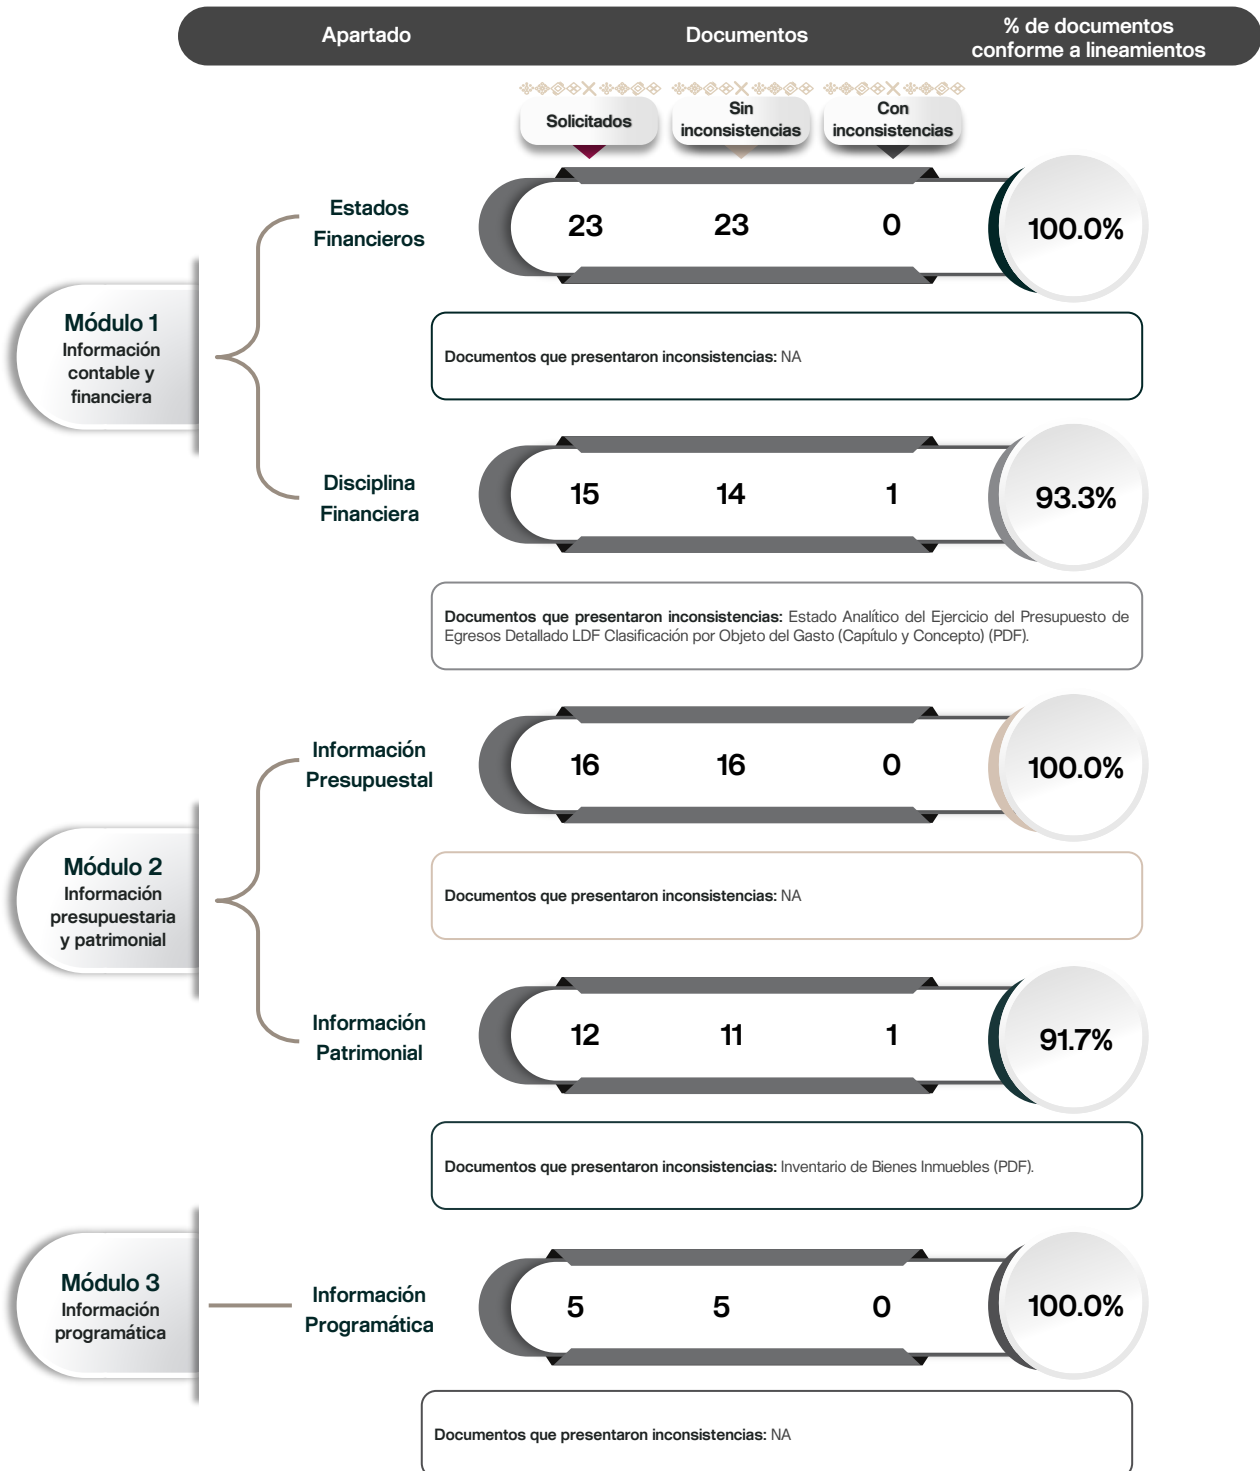 Apartado
Documentos
% de documentos
conforme a lineamientos
Solicitados
Sin
inconsistencias
Con
inconsistencias
Módulo 1
Información
contable y
financiera
Estados
Financieros
23 23 0 100.0%
Documentos que presentaron inconsistencias: NA
Disciplina
Financiera
15 14 1 93.3%
Documentos que presentaron inconsistencias: Estado Analítico del Ejercicio del Presupuesto de
Egresos Detallado LDF Clasificación por Objeto del Gasto (Capítulo y Concepto) (PDF).
Módulo 2
Información
presupuestaria
y patrimonial
Información
Presupuestal
16 16 0 100.0%
Documentos que presentaron inconsistencias: NA
Información
Patrimonial
12 11 1 91.7%
Documentos que presentaron inconsistencias: Inventario de Bienes Inmuebles (PDF).
Módulo 3
Información
programática
Información
Programática
5 5 0 100.0%
Documentos que presentaron inconsistencias: NA